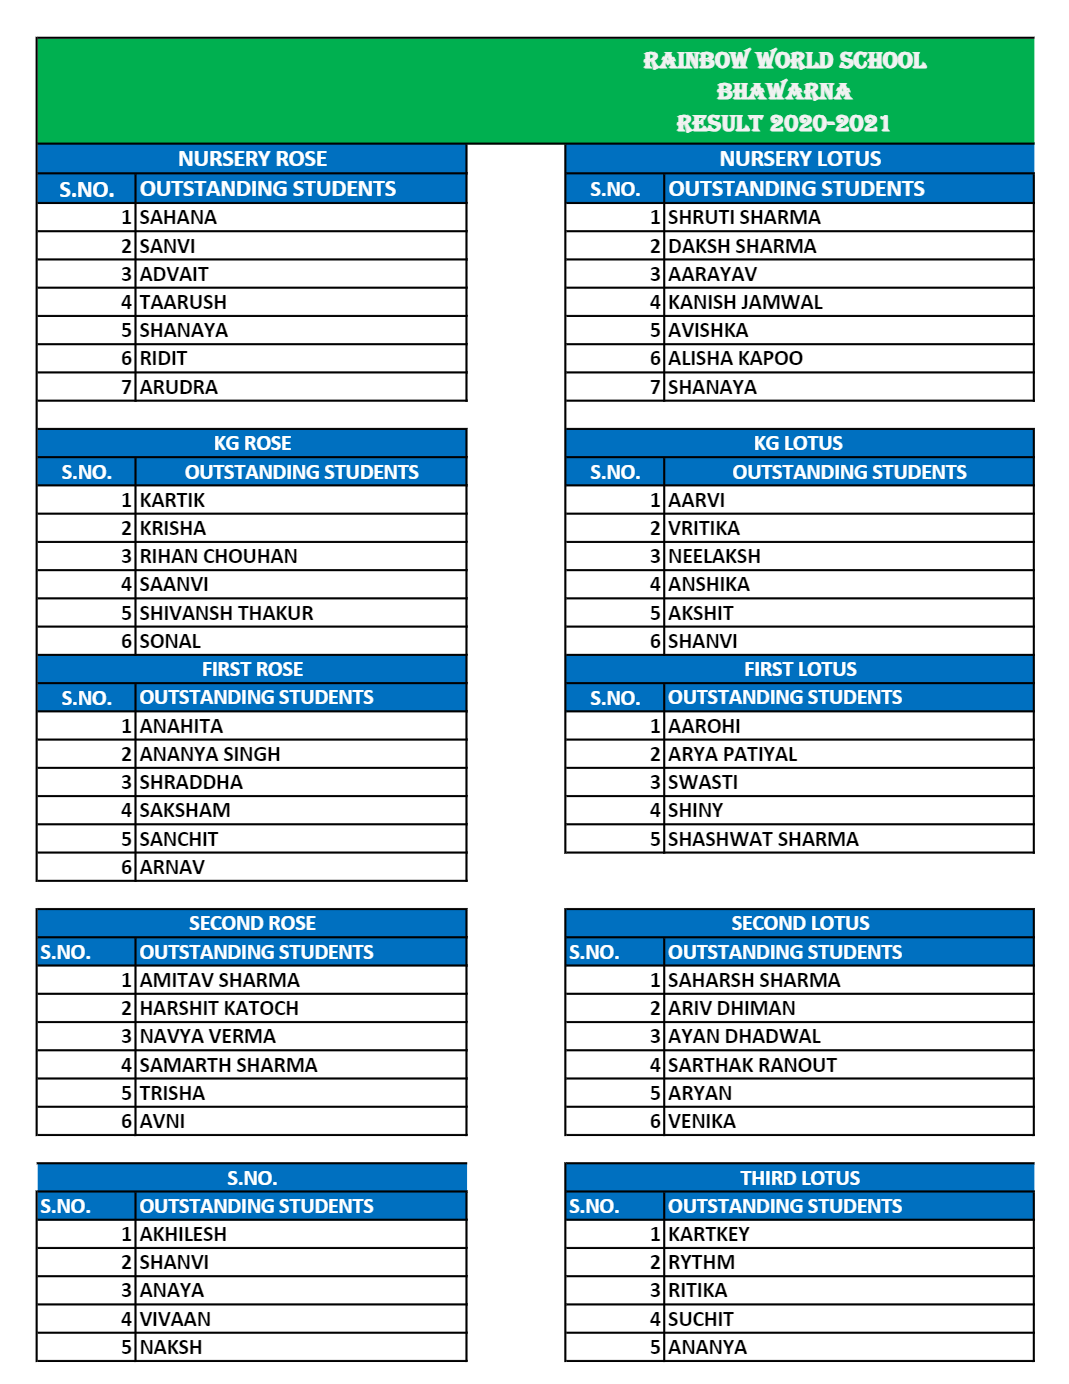 RAINBOW WORLD SCHOOL
BHAWARNA
RESULT 2020-2021
NURSERY ROSE
S.NO. OUTSTANDING STUDENTS
1 SAHANA
2 SANVI
3 ADVAIT
4 TAARUSH
5 SHANAYA
6 RIDIT
7 ARUDRA
NURSERY LOTUS
S.NO. OUTSTANDING STUDENTS
1 SHRUTI SHARMA
2 DAKSH SHARMA
3 AARAYAV
4 KANISH JAMWAL
5 AVISHKA
6 ALISHA KAPOO
7 SHANAYA
KG ROSE
S.NO. OUTSTANDING STUDENTS
1 KARTIK
2 KRISHA
3 RIHAN CHOUHAN
4 SAANVI
5 SHIVANSH THAKUR
6 SONAL
KG LOTUS
S.NO. OUTSTANDING STUDENTS
1 AARVI
2 VRITIKA
3 NEELAKSH
4 ANSHIKA
5 AKSHIT
6 SHANVI
FIRST ROSE
S.NO. OUTSTANDING STUDENTS
1 ANAHITA
2 ANANYA SINGH
3 SHRADDHA
4 SAKSHAM
5 SANCHIT
6 ARNAV
FIRST LOTUS
S.NO. OUTSTANDING STUDENTS
1 AAROHI
2 ARYA PATIYAL
3 SWASTI
4 SHINY
5 SHASHWAT SHARMA
SECOND ROSE
S.NO. OUTSTANDING STUDENTS
1 AMITAV SHARMA
2 HARSHIT KATOCH
3 NAVYA VERMA
4 SAMARTH SHARMA
5 TRISHA
6 AVNI
SECOND LOTUS
S.NO. OUTSTANDING STUDENTS
1 SAHARSH SHARMA
2 ARIV DHIMAN
3 AYAN DHADWAL
4 SARTHAK RANOUT
5 ARYAN
6 VENIKA
S.NO.
S.NO. OUTSTANDING STUDENTS
1 AKHILESH
2 SHANVI
3 ANAYA
4 VIVAAN
5 NAKSH
THIRD LOTUS
S.NO. OUTSTANDING STUDENTS
1 KARTKEY
2 RYTHM
3 RITIKA
4 SUCHIT
5 ANANYA